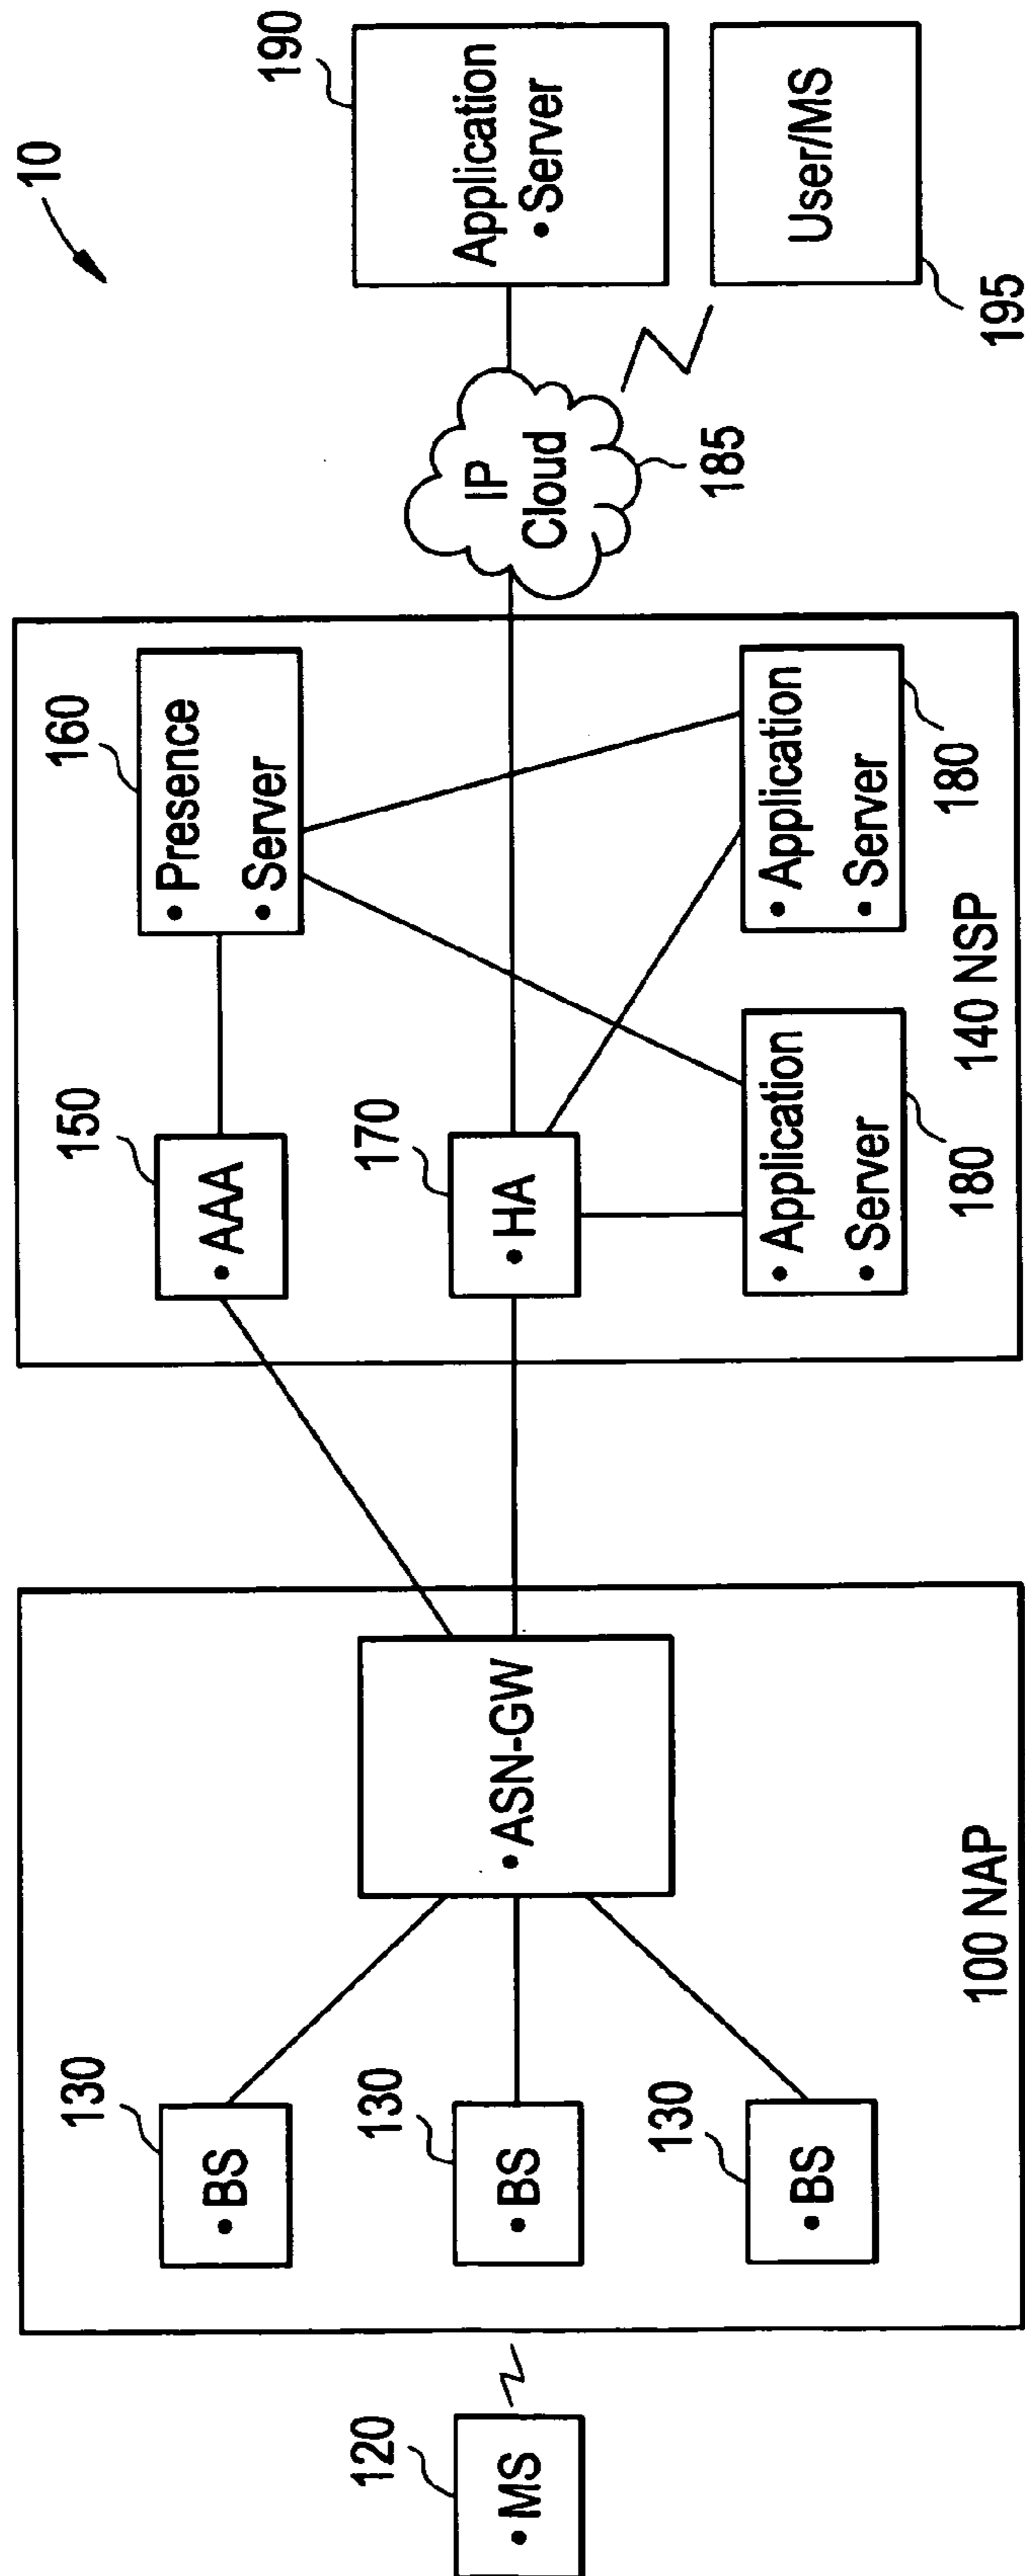 10
120
• MS
130
• BS
130
• BS
130
• BS
• ASN-GW
100 NAP
150
• AAA
160
• Presence
• Server
170
• HA
• Application
• Server
180
• Application
• Server
180
140 NSP
IP
Cloud
185
190
Application
• Server
User/MS
195